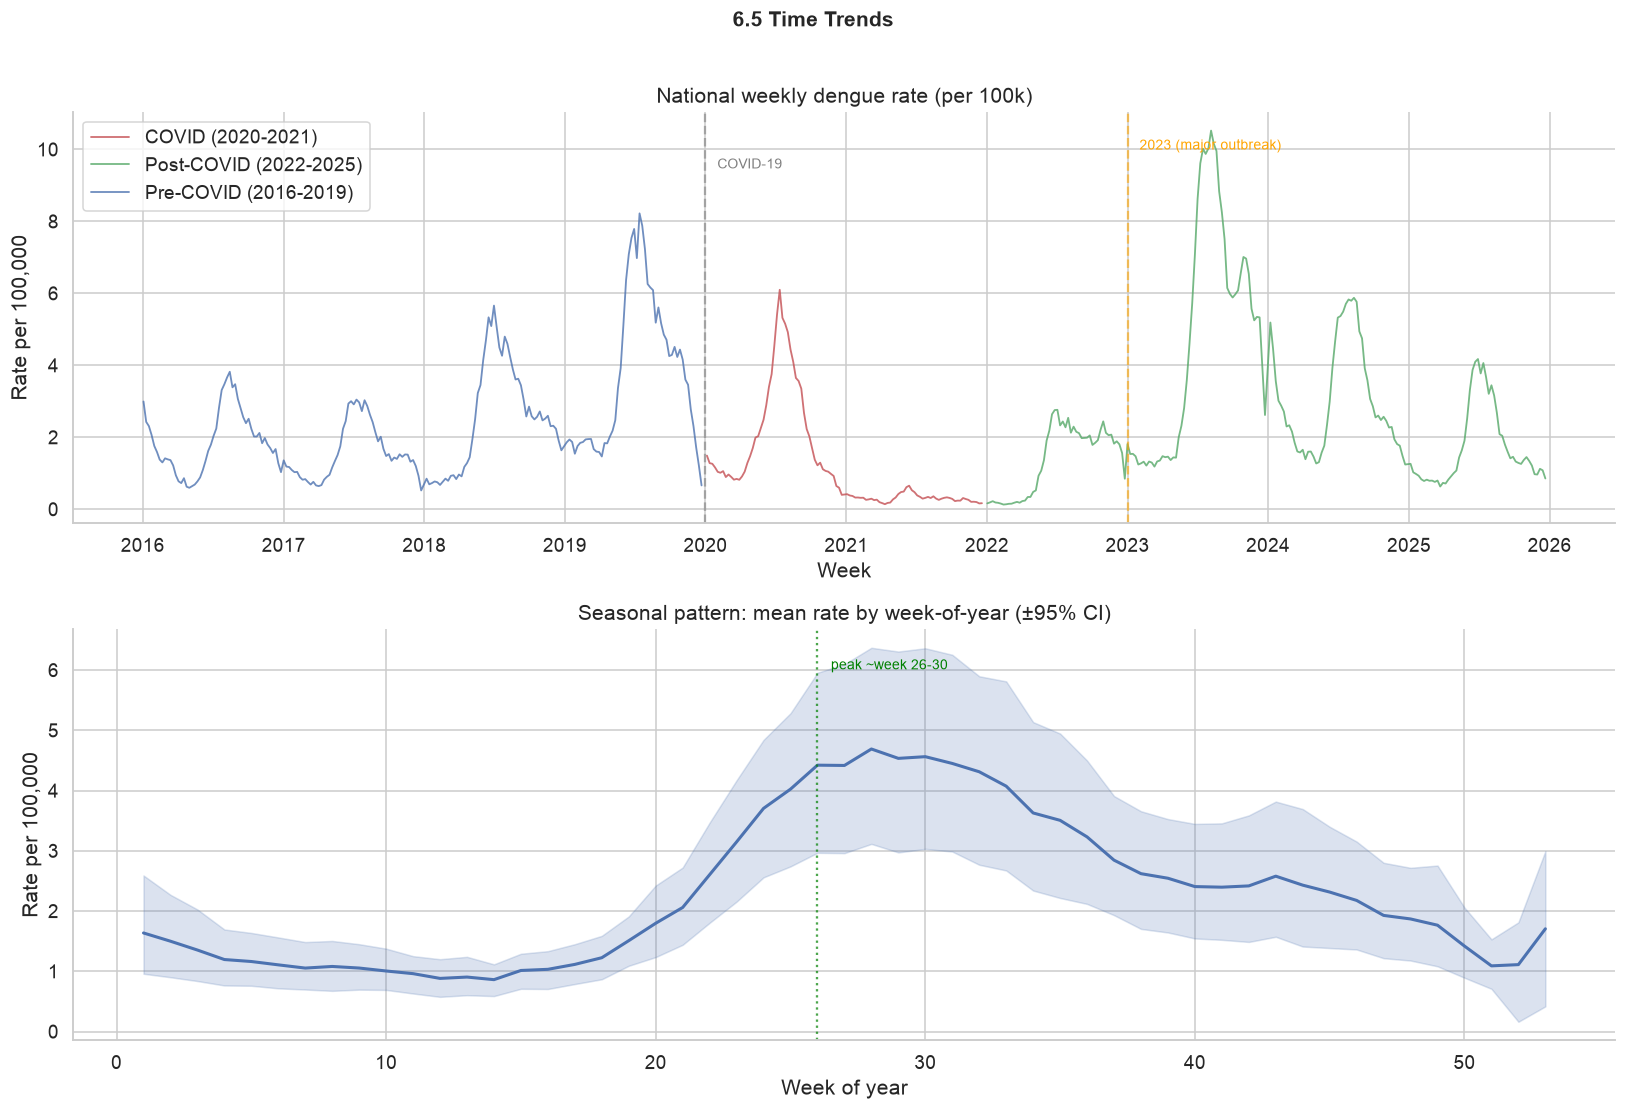 6.5 Time Trends
National weekly dengue rate (per 100k)
COVID (2020-2021)
Post-COVID (2022-2025)
Pre-COVID (2016-2019)
COVID-19
2023 (major outbreak)
Rate per 100,000
10
8
6
4
2
0
2016 2017 2018 2019 2020 2021 2022 2023 2024 2025 2026
Week
Seasonal pattern: mean rate by week-of-year (±95% CI)
peak ~week 26-30
Rate per 100,000
6
5
4
3
2
1
0
0 10 20 30 40 50
Week of year